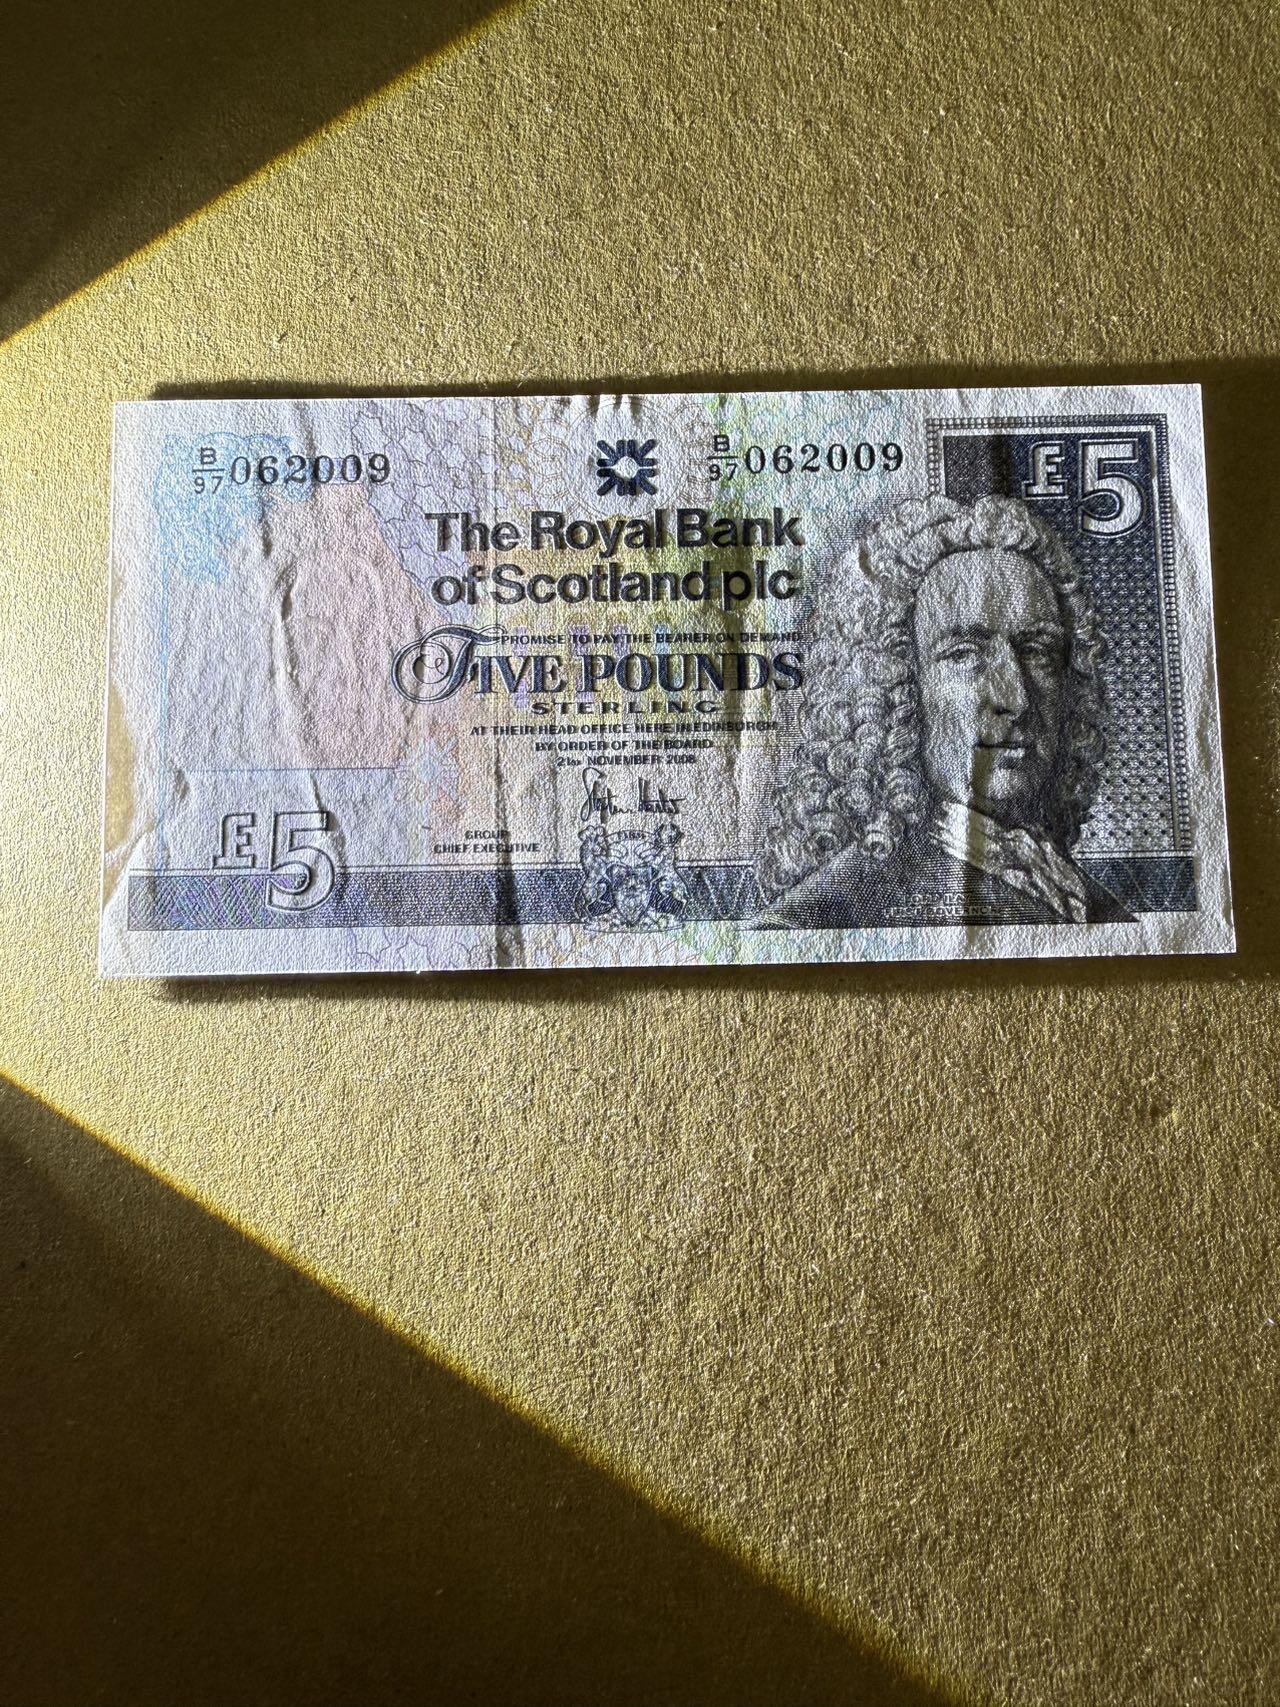 B/97 062009
B/97 062009
£5
The Royal Bank
of Scotland plc
PROMISE TO PAY THE BEARER ON DEMAND
FIVE POUNDS
STERLING
AT THEIR HEAD OFFICE HERE IN EDINBURGH
BY ORDER OF THE BOARD
21st NOVEMBER
£5
GROUP
CHIEF EXECUTIVE